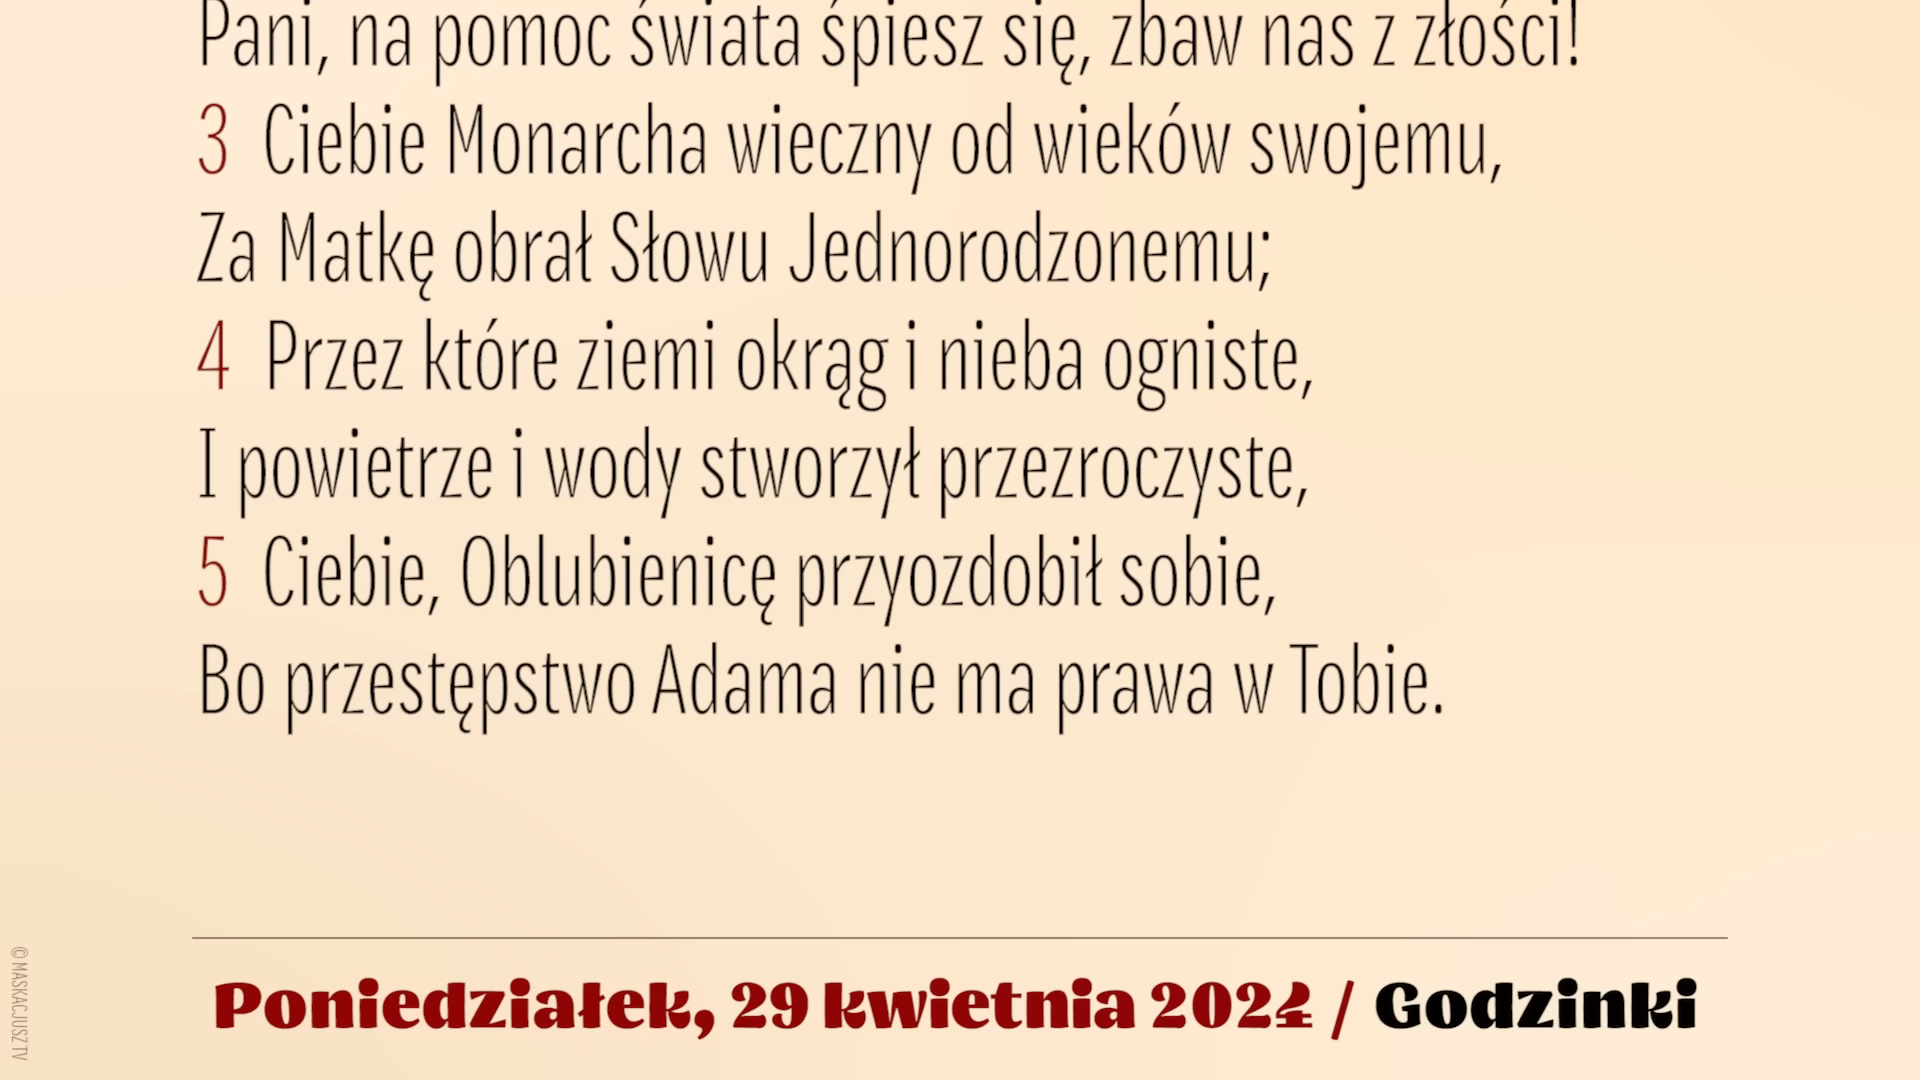 Pani, na pomoc świata śpiesz się, zbaw nas z złości!
3 Ciebie Monarcha wieczny od wieków swojemu,
Za Matkę obrał Słowu Jednorodzonemu;
4 Przez które ziemi okrąg i nieba ogniste,
I powietrze i wody stworzył przezroczyste,
5 Ciebie, Oblubienicę przyozdobił sobie,
Bo przestępstwo Adama nie ma prawa w Tobie.
Poniedziałek, 29 kwietnia 2024 / Godzinki
© MASKACJUSZ TV